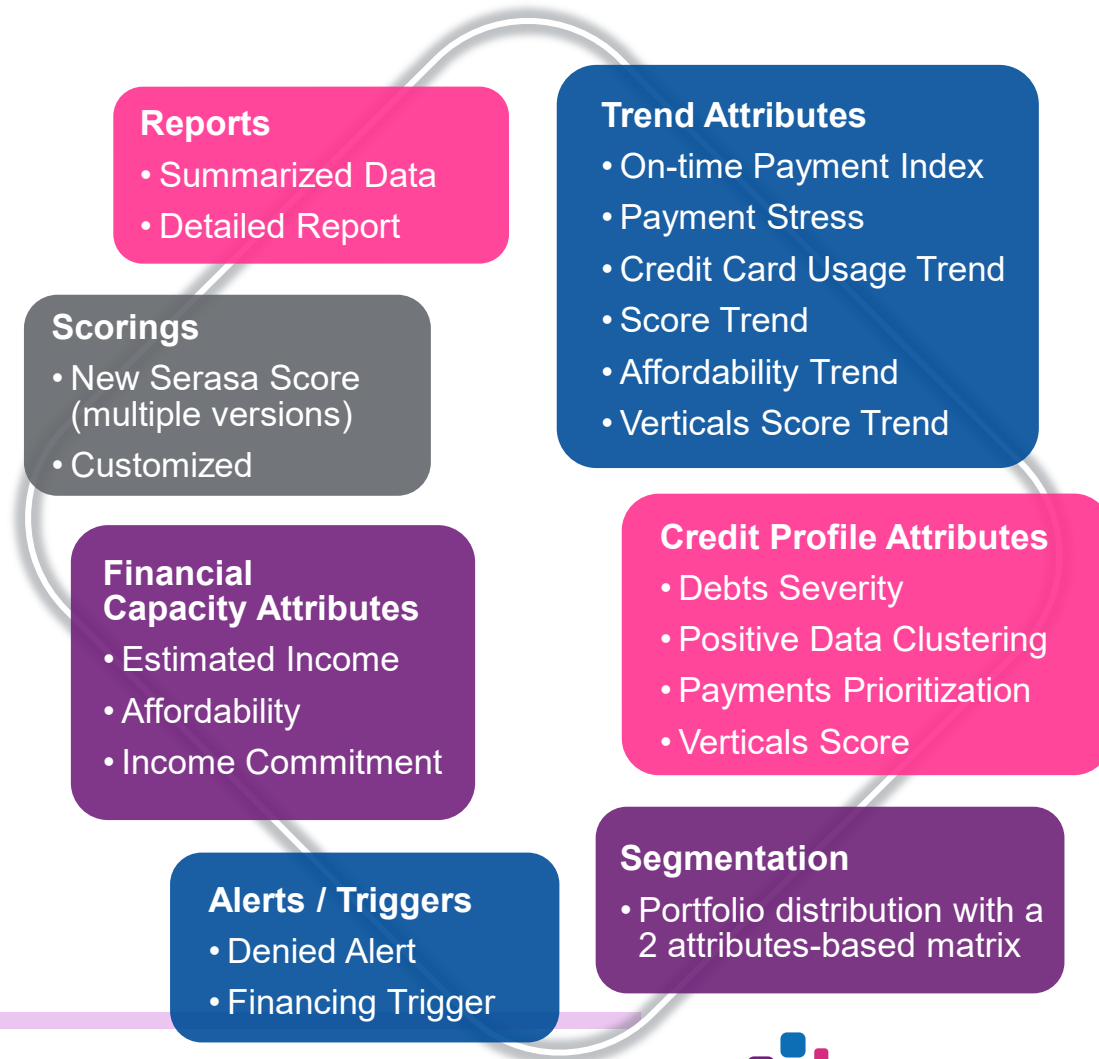 Reports
• Summarized Data
• Detailed Report
Trend Attributes
• On-time Payment Index
• Payment Stress
• Credit Card Usage Trend
• Score Trend
• Affordability Trend
• Verticals Score Trend
Scorings
• New Serasa Score
(multiple versions)
• Customized
Credit Profile Attributes
• Debts Severity
• Positive Data Clustering
• Payments Prioritization
• Verticals Score
Financial
Capacity Attributes
• Estimated Income
• Affordability
• Income Commitment
Segmentation
• Portfolio distribution with a
2 attributes-based matrix
Alerts / Triggers
• Denied Alert
• Financing Trigger